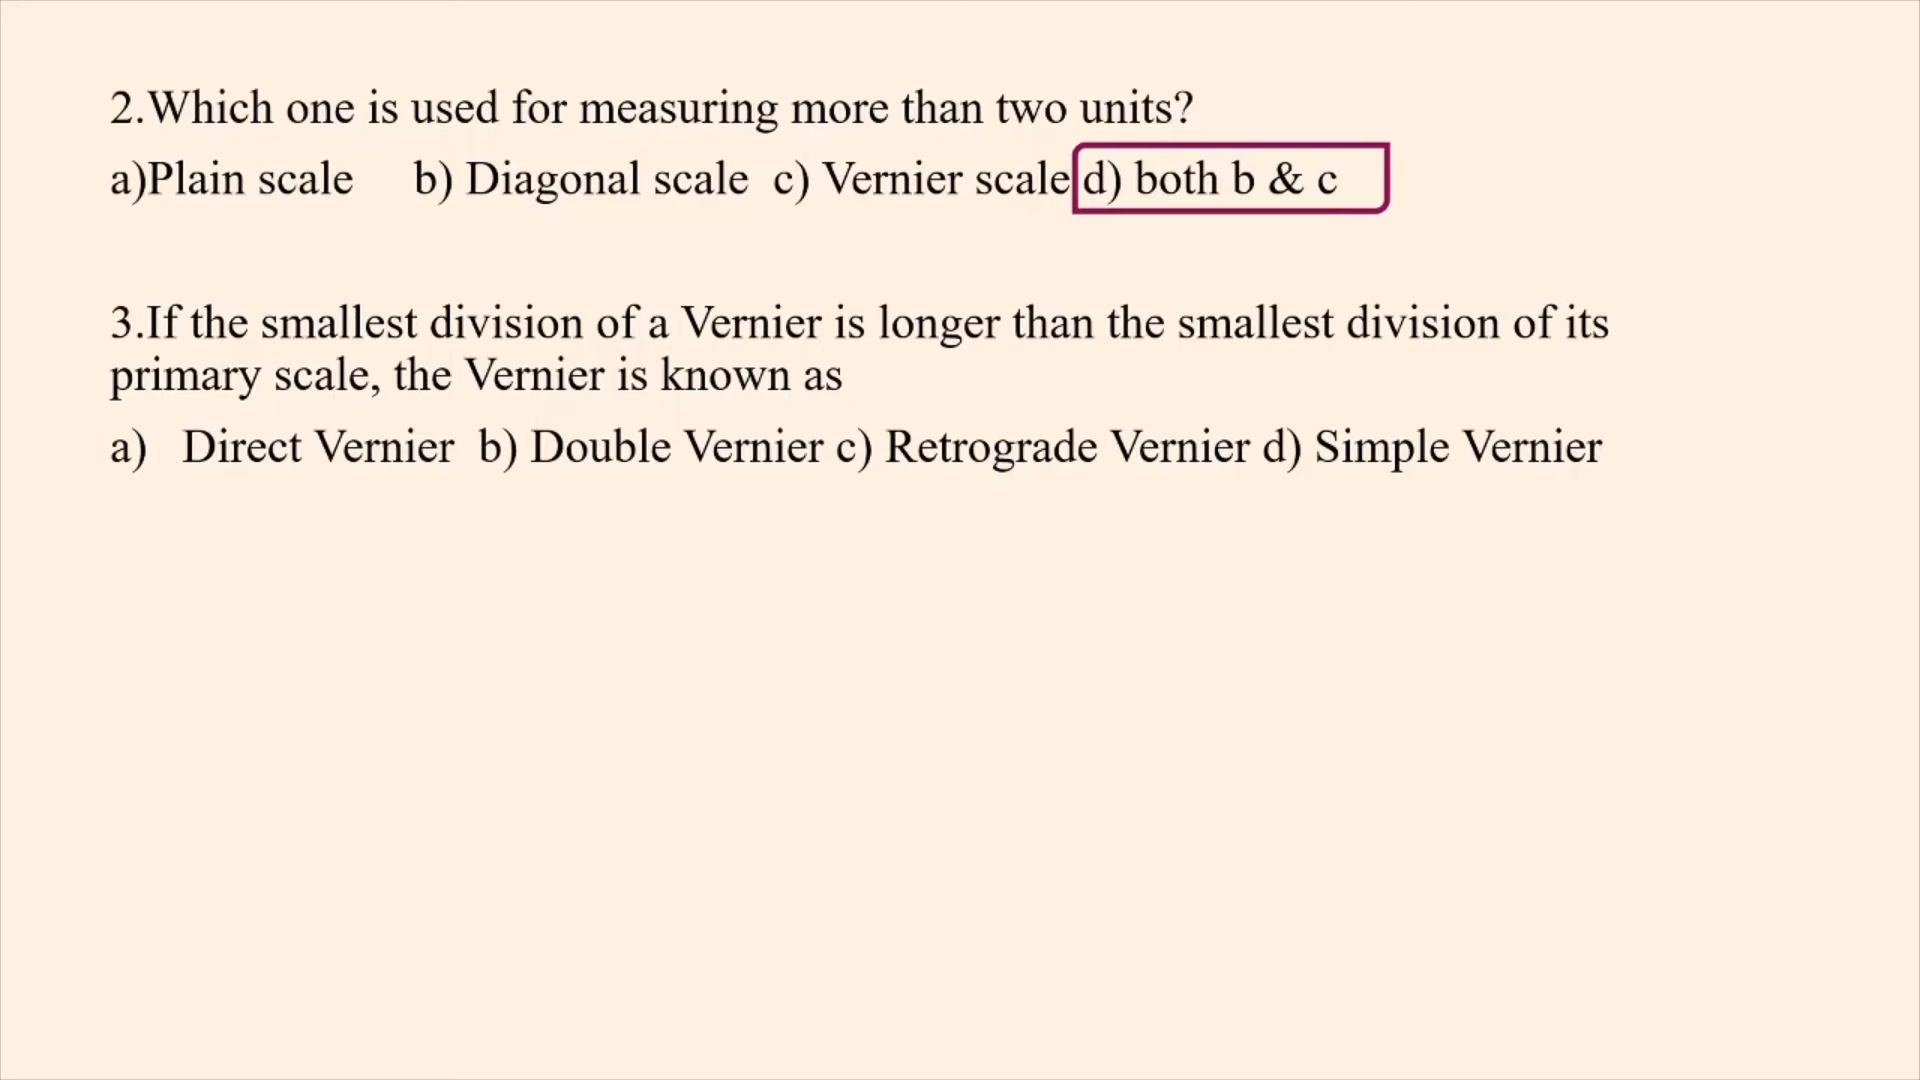 2.Which one is used for measuring more than two units?
a)Plain scale b) Diagonal scale c) Vernier scale d) both b & c
3.If the smallest division of a Vernier is longer than the smallest division of its
primary scale, the Vernier is known as
a) Direct Vernier b) Double Vernier c) Retrograde Vernier d) Simple Vernier